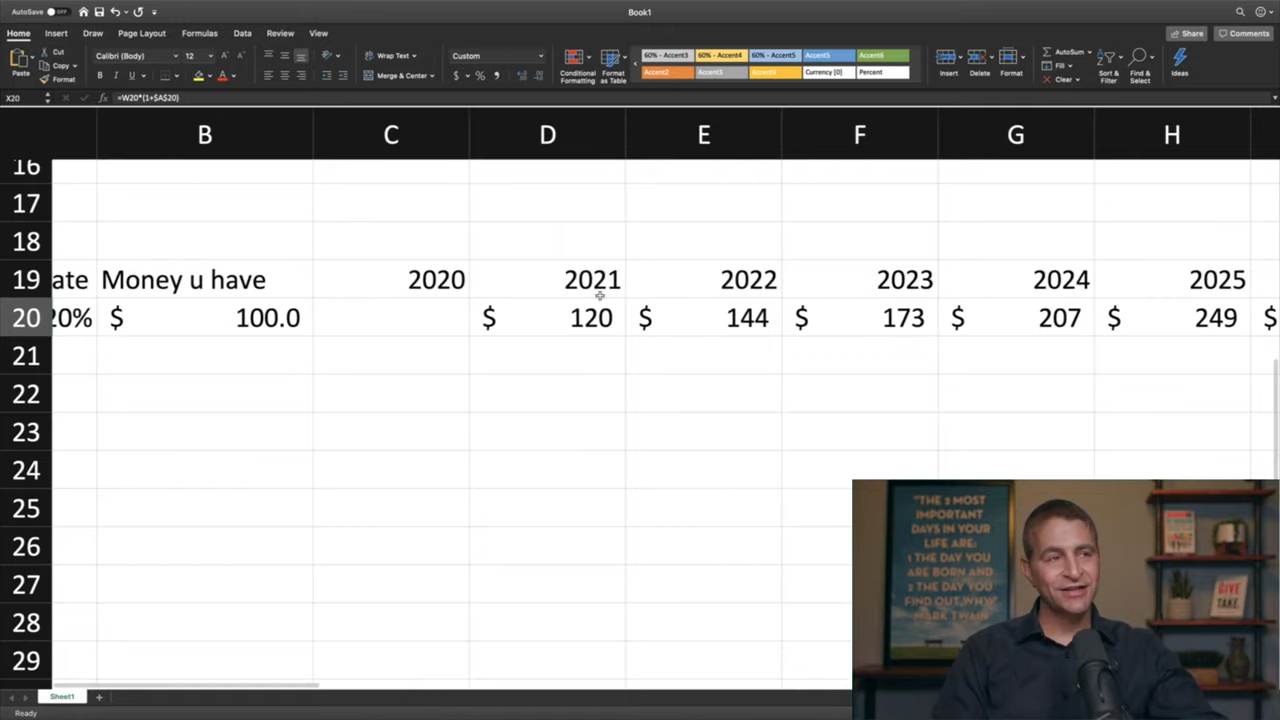 AutoSave OFF Book1
Home Insert Draw Page Layout Formulas Data Review View Share Comments
Paste Cut Copy Format
Calibri (Body) 12
B I U
Wrap Text
Merge & Center
Custom
$ % ,
Conditional Formatting
Format as Table
60% - Accent3 60% - Accent4 60% - Accent5 Accent5 Accent6
Accent2 Accent3 Accent4 Currency [0] Percent
Insert Delete Format
AutoSum
Fill
Clear
Sort & Filter
Find & Select
Ideas
X20 fx =W20*(1+$A$20)
B C D E F G H
16
17
18
19 ate Money u have 2020 2021 2022 2023 2024 2025
20 20% $ 100.0 $ 120 $ 144 $ 173 $ 207 $ 249 $
21
22
23
24
25
26
27
28
29
"THE 2 MOST
IMPORTANT
DAYS IN YOUR
LIFE ARE:
1 THE DAY YOU
ARE BORN AND
2 THE DAY YOU
FIND OUT WHY"
MARK TWAIN
GIVE
TAKE.
Sheet1 +
Ready